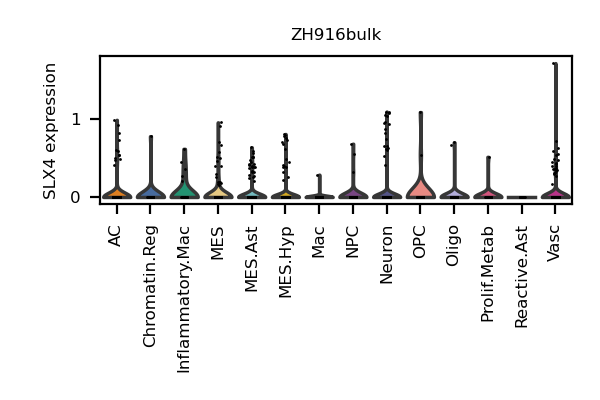 ZH916bulk
SLX4 expression
1
0
AC
Chromatin.Reg
Inflammatory.Mac
MES
MES.Ast
MES.Hyp
Mac
NPC
Neuron
OPC
Oligo
Prolif.Metab
Reactive.Ast
Vasc